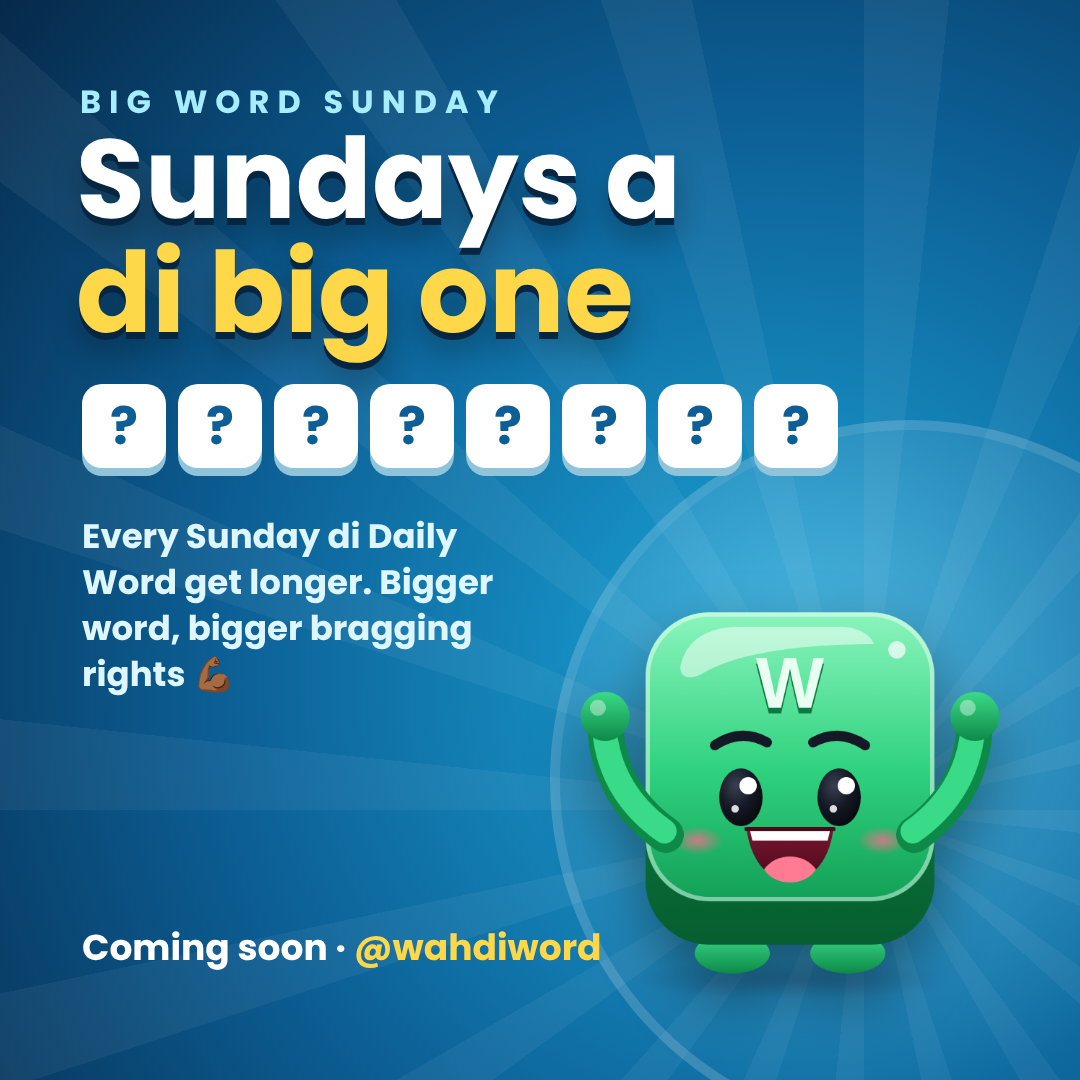 BIG WORD SUNDAY
Sundays a
di big one
? ? ? ? ? ? ? ?
Every Sunday di Daily
Word get longer. Bigger
word, bigger bragging
rights 💪🏾
W
Coming soon · @wahdiword